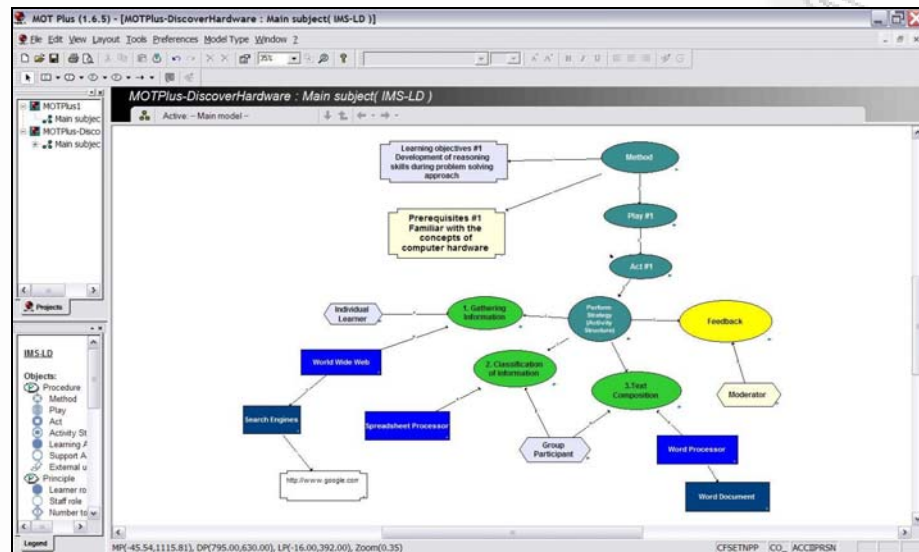 MOT Plus (1.6.5) - [MOTPlus-DiscoverHardware : Main subject( IMS-LD )]
File Edit View Layout Tools Preferences Model Type Window ?
35%
MOTPlus1
Main subjec
MOTPlus-Disco
Main subjec
Projects
MOTPlus-DiscoverHardware : Main subject( IMS-LD )
Active: -- Main model --
Learning objectives #1
Development of reasoning
skills during problem solving
approach
Method
Prerequisites #1
Familiar with the
concepts of
computer hardware
Play #1
Act #1
Individual
Learner
1. Gathering
Information
Perform
Strategy
(Activity
Structure)
Feedback
World Wide Web
2. Classification
of information
3.Text
Composition
Moderator
Search Engines
Spreadsheet Processor
Group
Participant
Word Processor
http://www.google.com
Word Document
IMS-LD
Objects:
Procedure
Method
Play
Act
Activity St
Learning A
Support A
External u
Principle
Learner ro
Staff role
Number to
Legend
MP(-45.54,1115.81), DP(795.00,630.00), LP(-16.00,392.00), Zoom(0.35)
CFSETNPP CO_ ACCIPRSN